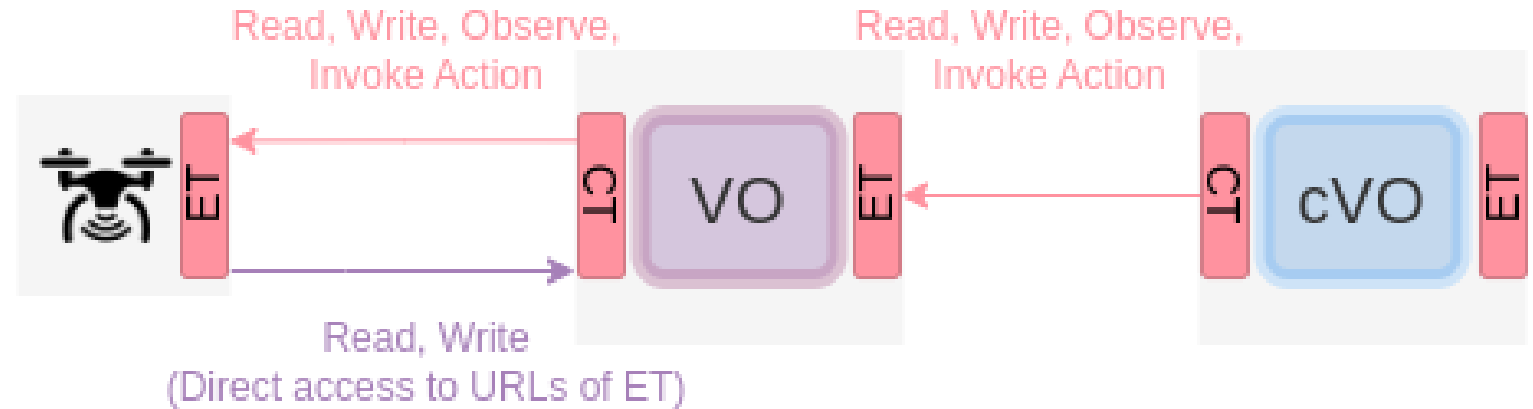 Read, Write, Observe,
Invoke Action
Read, Write, Observe,
Invoke Action
ET
CT
VO
ET
CT
cVO
ET
Read, Write
(Direct access to URLs of ET)